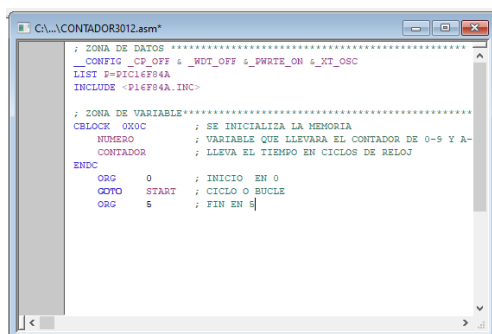 C:\...\CONTADOR3012.asm*
; ZONA DE DATOS **************************************************
__CONFIG _CP_OFF & _WDT_OFF & _PWRTE_ON & _XT_OSC
LIST P=PIC16F84A
INCLUDE <P16F84A.INC>
; ZONA DE VARIABLE************************************************
CBLOCK 0X0C ; SE INICIALIZA LA MEMORIA
NUMERO ; VARIABLE QUE LLEVARA EL CONTADOR DE 0-9 Y A-
CONTADOR ; LLEVA EL TIEMPO EN CICLOS DE RELOJ
ENDC
ORG 0 ; INICIO EN 0
GOTO START ; CICLO O BUCLE
ORG 5 ; FIN EN 5